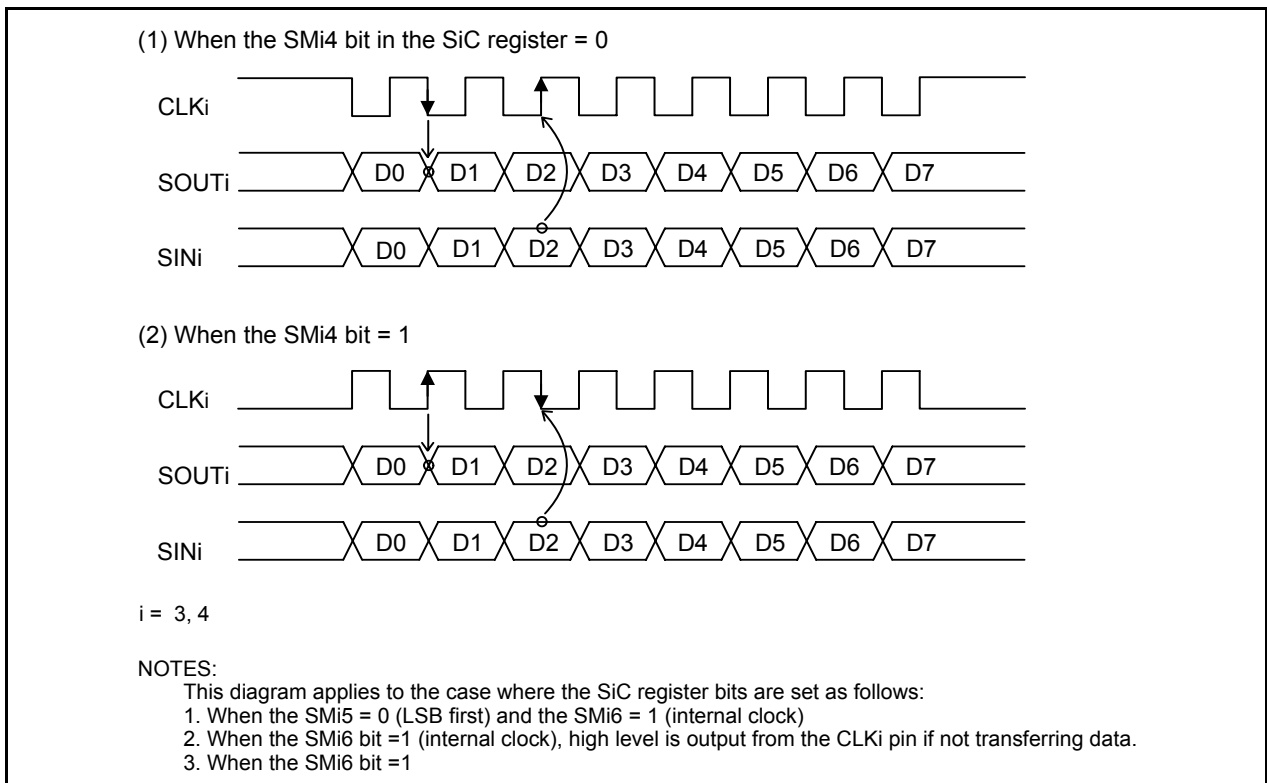 (1) When the SMi4 bit in the SiC register = 0
CLKi
SOUTi D0 D1 D2 D3 D4 D5 D6 D7
SINi D0 D1 D2 D3 D4 D5 D6 D7
(2) When the SMi4 bit = 1
CLKi
SOUTi D0 D1 D2 D3 D4 D5 D6 D7
SINi D0 D1 D2 D3 D4 D5 D6 D7
i = 3, 4
NOTES:
This diagram applies to the case where the SiC register bits are set as follows:
1. When the SMi5 = 0 (LSB first) and the SMi6 = 1 (internal clock)
2. When the SMi6 bit =1 (internal clock), high level is output from the CLKi pin if not transferring data.
3. When the SMi6 bit =1